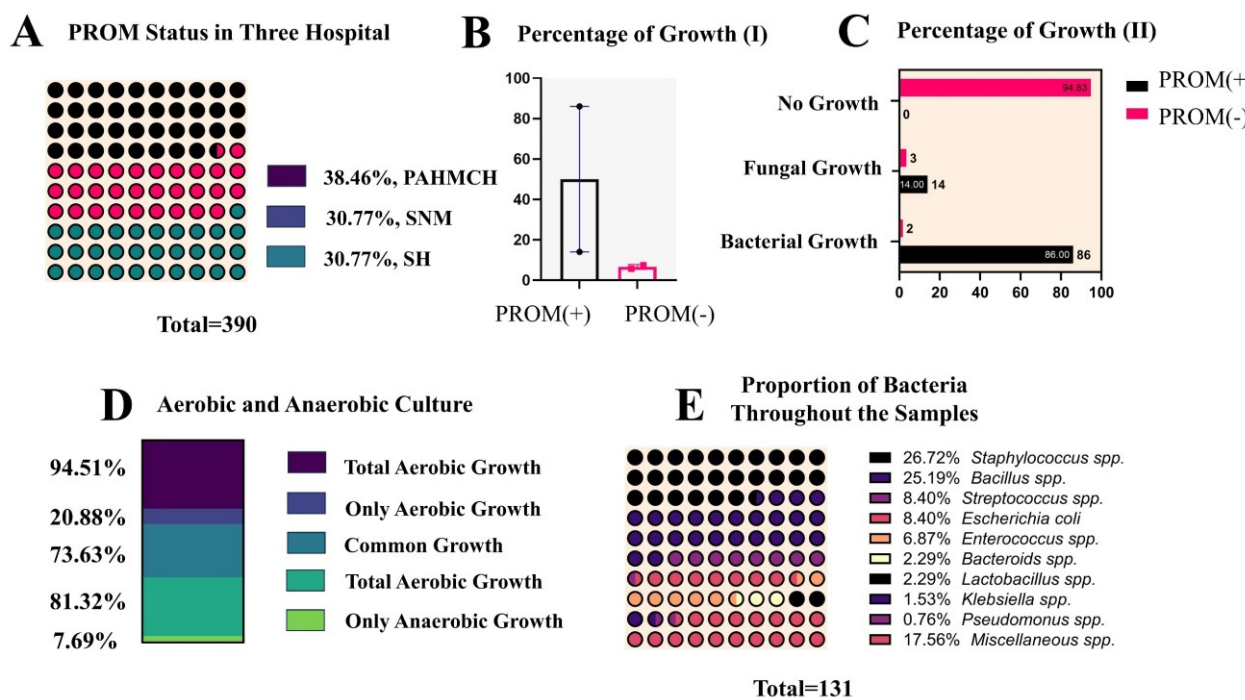 A PROM Status in Three Hospital
38.46%, PAHMCH
30.77%, SNM
30.77%, SH
Total=390
B Percentage of Growth (I)
100
80
60
40
20
0
PROM(+)
PROM(-)
C Percentage of Growth (II)
No Growth
94.83
0
Fungal Growth
3
14.00 14
Bacterial Growth
2
86.00 86
0 20 40 60 80 100
PROM(+
PROM(-)
D Aerobic and Anaerobic Culture
94.51%
20.88%
73.63%
81.32%
7.69%
Total Aerobic Growth
Only Aerobic Growth
Common Growth
Total Aerobic Growth
Only Anaerobic Growth
E Proportion of Bacteria
Throughout the Samples
26.72% Staphylococcus spp.
25.19% Bacillus spp.
8.40% Streptococcus spp.
8.40% Escherichia coli
6.87% Enterococcus spp.
2.29% Bacteroids spp.
2.29% Lactobacillus spp.
1.53% Klebsiella spp.
0.76% Pseudomonus spp.
17.56% Miscellaneous spp.
Total=131